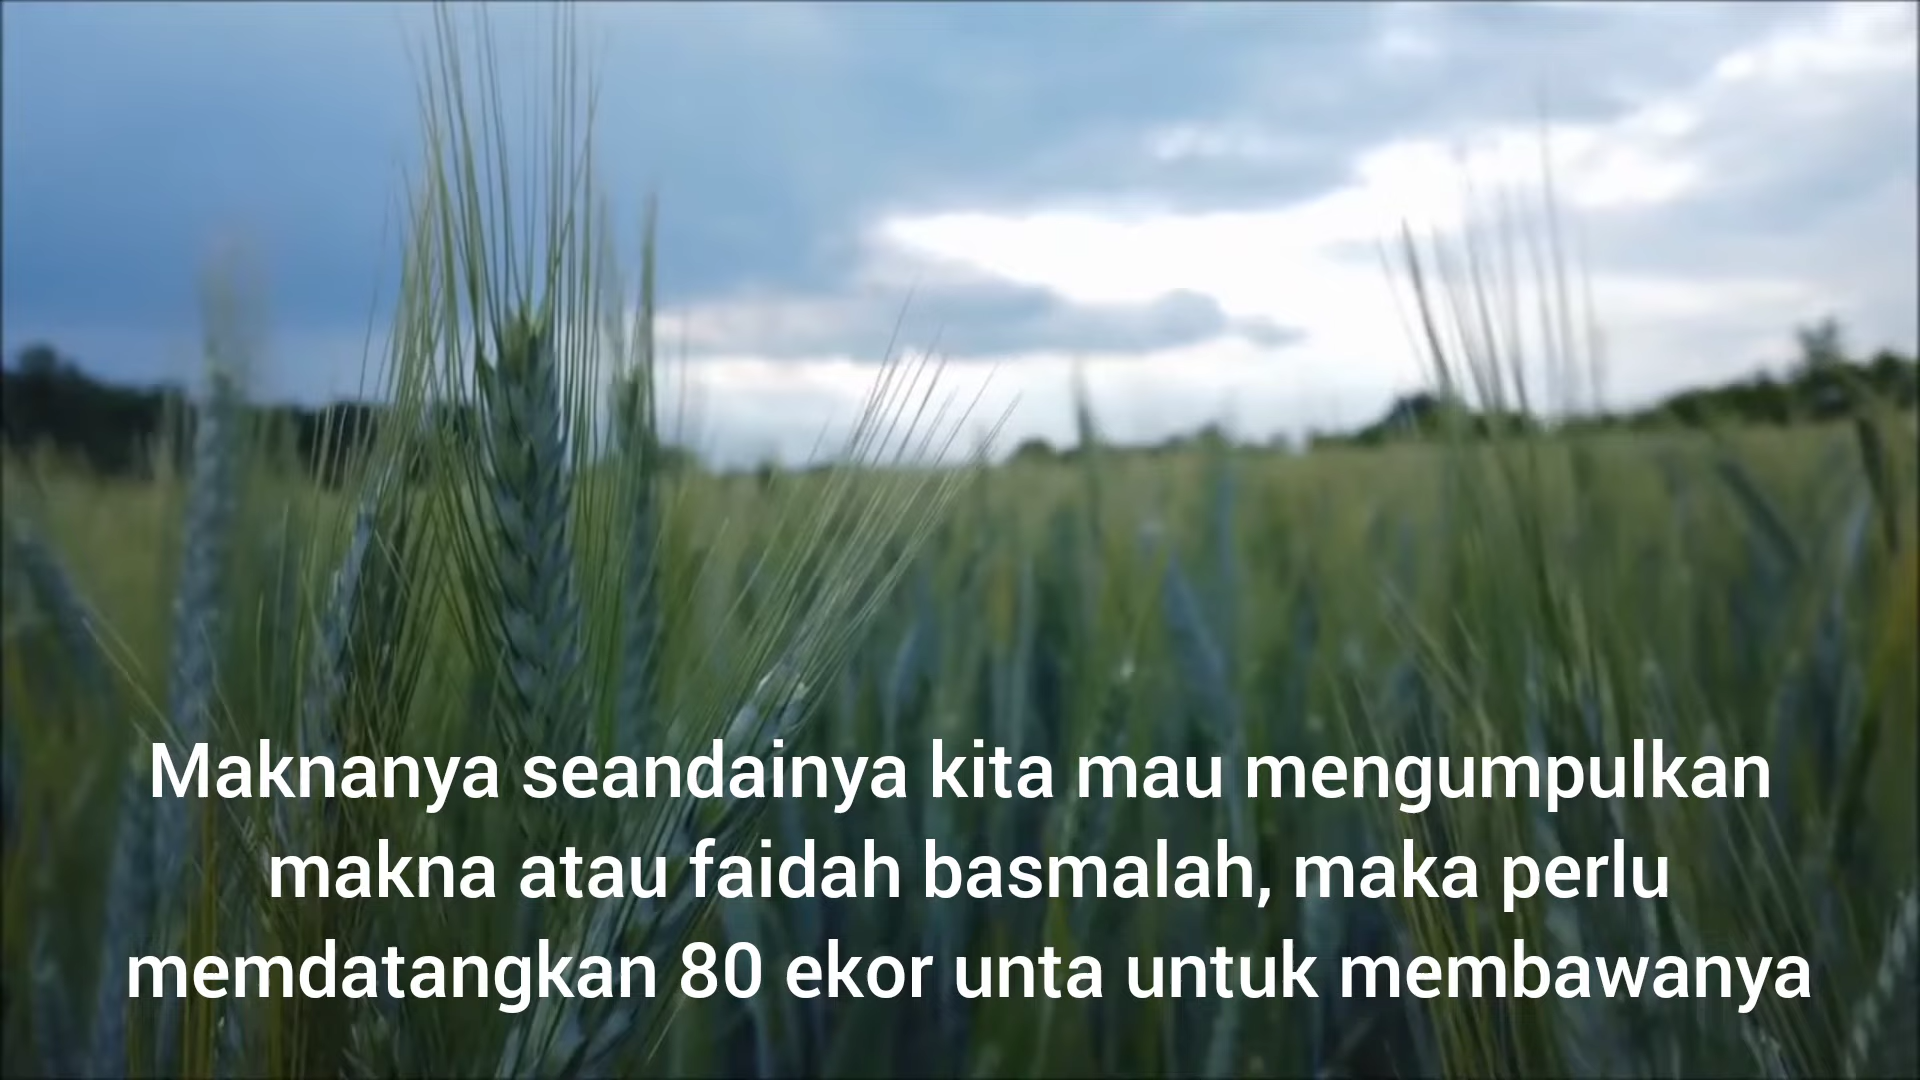 Maknanya seandainya kita mau mengumpulkan
makna atau faidah basmalah, maka perlu
memdatangkan 80 ekor unta untuk membawanya